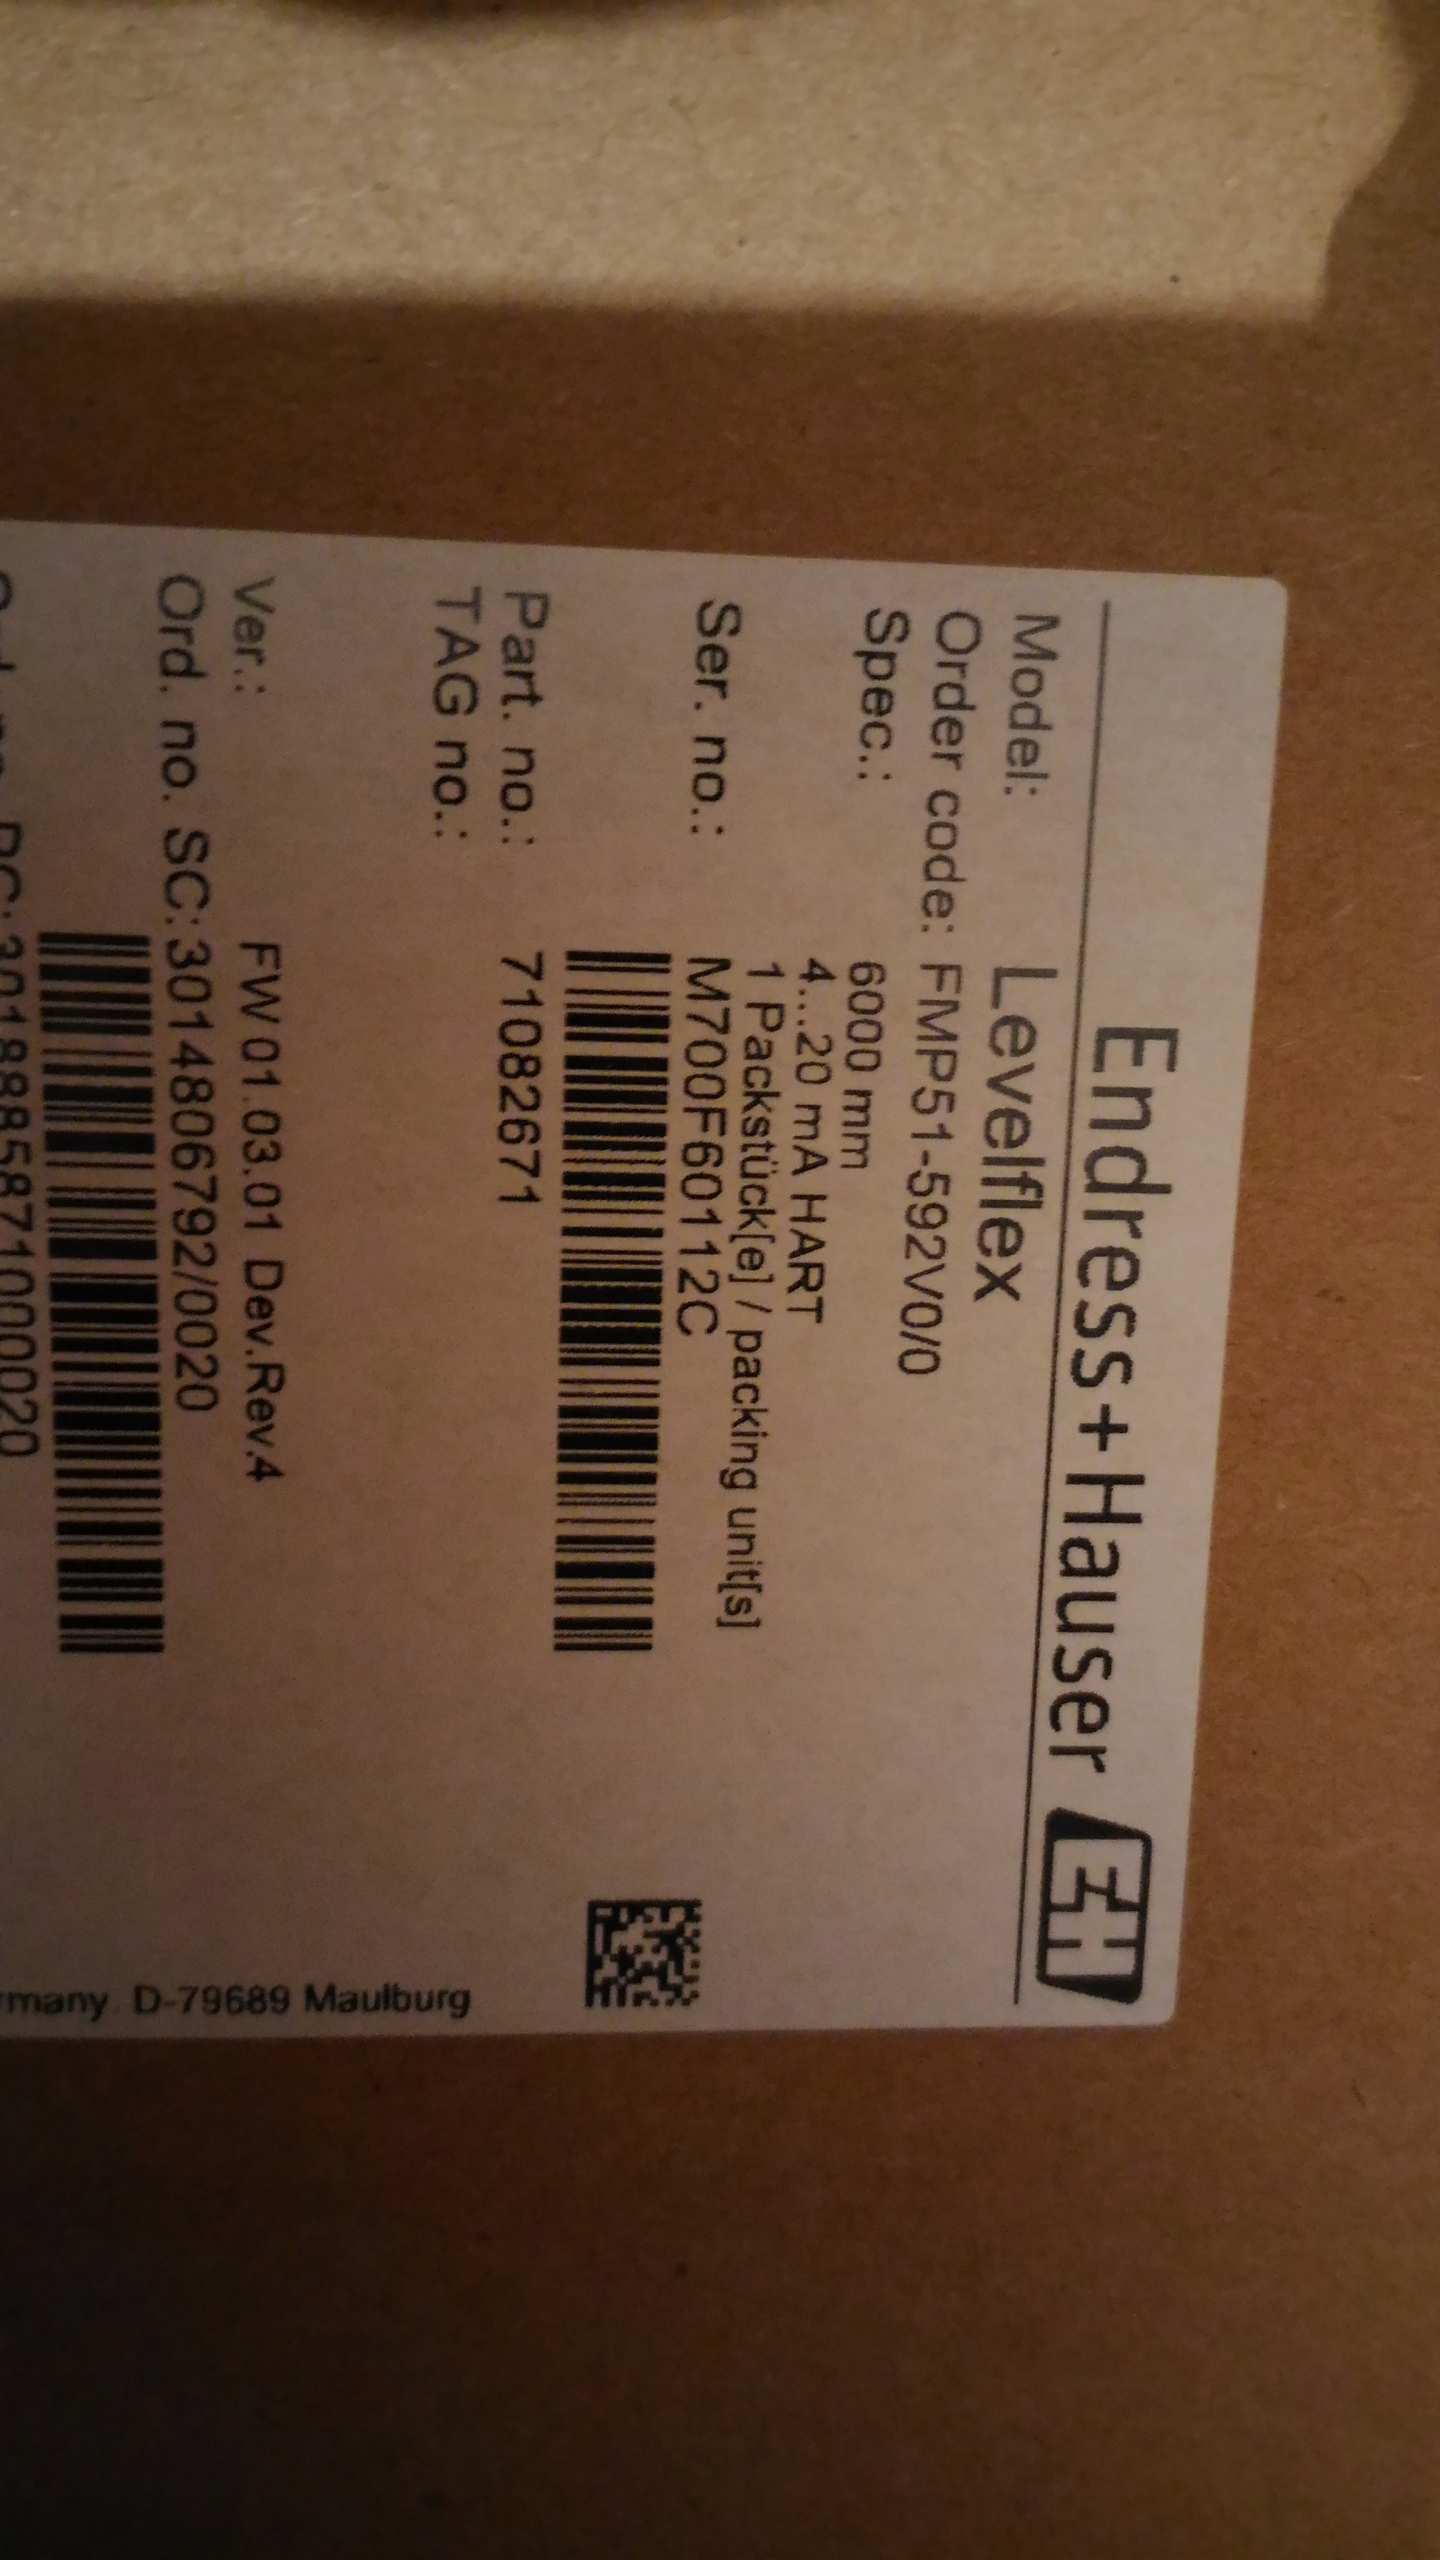 Endress+Hauser EH
Model: Levelflex
Order code: FMP51-592V0/0
Spec.: 6000 mm
4...20 mA HART
1 Packstück[e] / packing unit[s]
Ser. no.: M700F60112C
Part. no.: 71082671
TAG no.:
Ver.: FW 01.03.01 Dev.Rev.4
Ord. no. SC: 3014806792/0020
D-79689 Maulburg